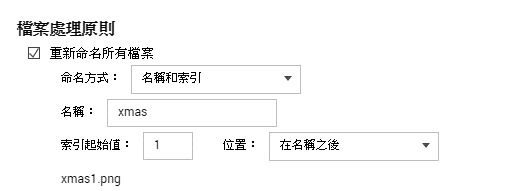 檔案處理原則
重新命名所有檔案
命名方式： 名稱和索引
名稱： xmas
索引起始值： 1 位置： 在名稱之後
xmas1.png